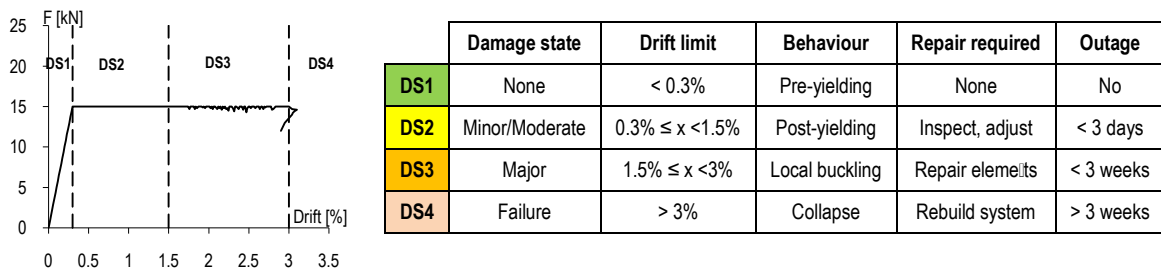 F [kN]
25
20
15
10
5
0
DS1 DS2 DS3 DS4
Drift [%]
0 0.5 1 1.5 2 2.5 3 3.5
Damage state Drift limit Behaviour Repair required Outage
DS1 None < 0.3% Pre-yielding None No
DS2 Minor/Moderate 0.3% ≤ x <1.5% Post-yielding Inspect, adjust < 3 days
DS3 Major 1.5% ≤ x <3% Local buckling Repair eleme▯ts < 3 weeks
DS4 Failure > 3% Collapse Rebuild system > 3 weeks